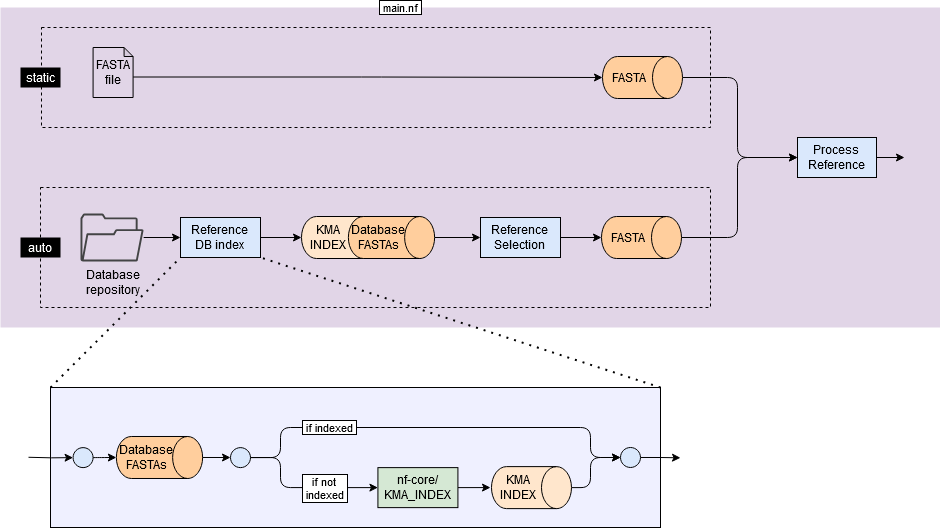 main.nf
static
FASTA
file
FASTA
Process
Reference
auto
Database
repository
Reference
DB index
KMA
INDEX
Database
FASTAs
Reference
Selection
FASTA
if indexed
Database
FASTAs
if not
indexed
nf-core/
KMA_INDEX
KMA
INDEX